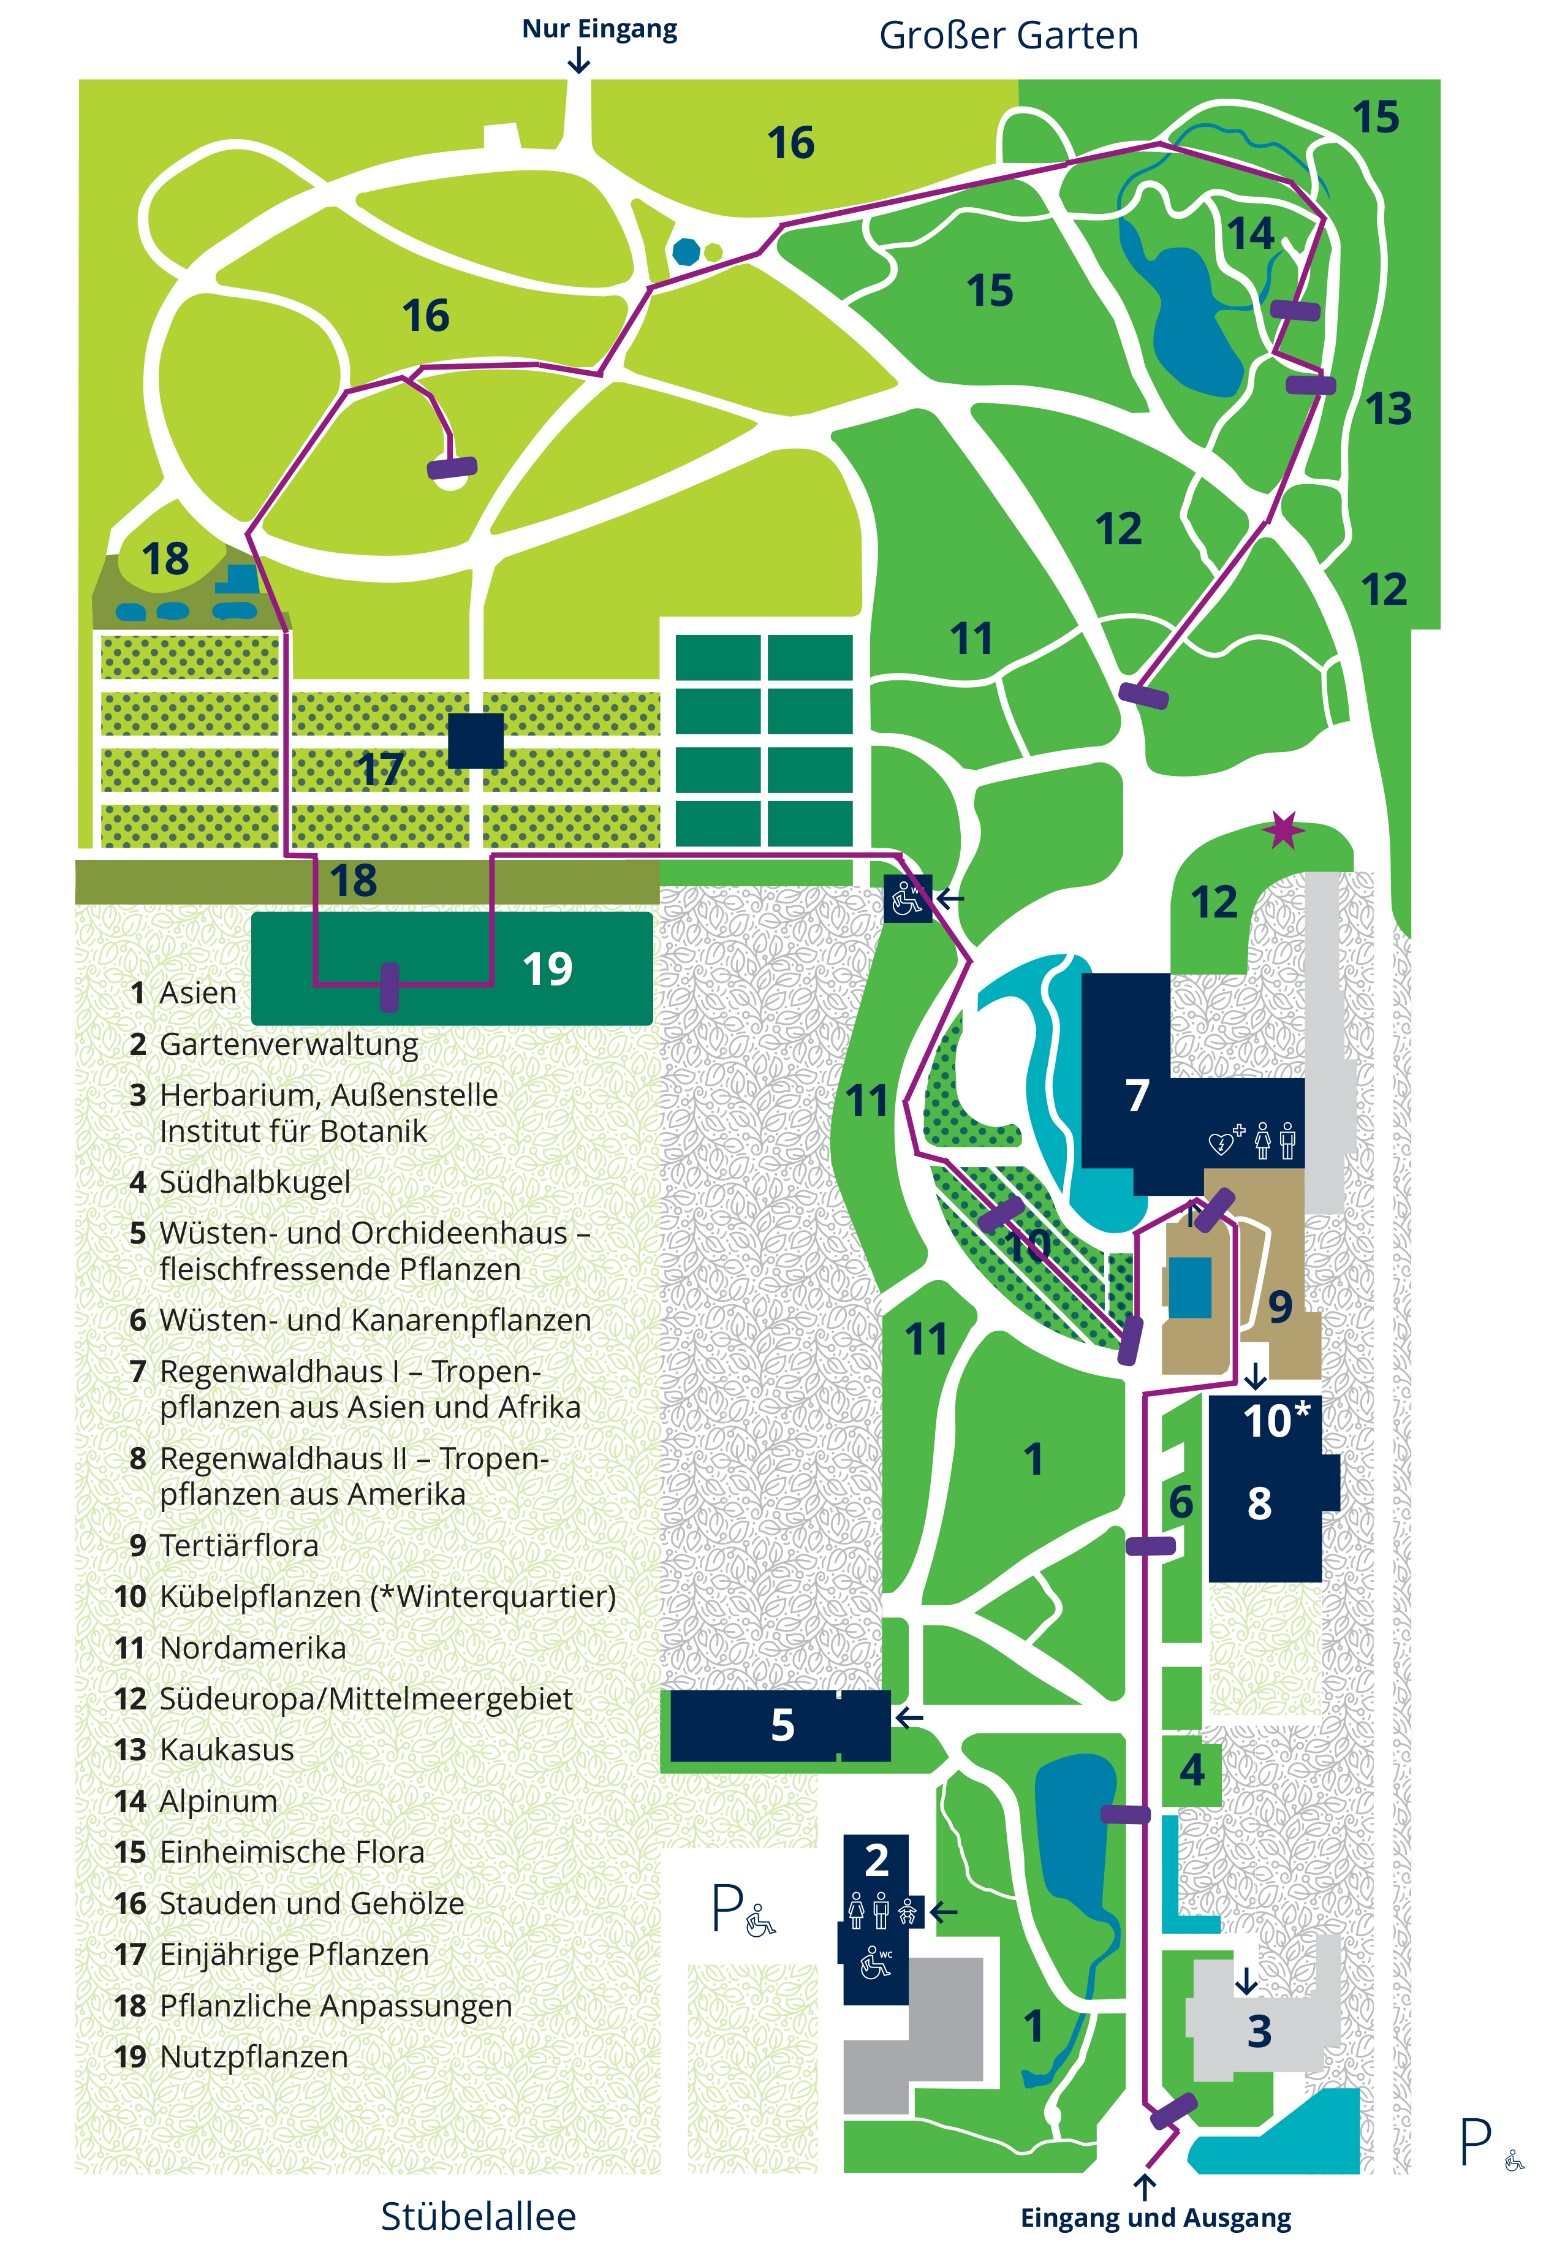 Nur Eingang
Großer Garten
15
16
14
15
16
13
12
18
12
11
17
18
12
19
1 Asien
2 Gartenverwaltung
3 Herbarium, Außenstelle
Institut für Botanik
4 Südhalbkugel
5 Wüsten- und Orchideenhaus –
fleischfressende Pflanzen
6 Wüsten- und Kanarenpflanzen
7 Regenwaldhaus I – Tropen-
pflanzen aus Asien und Afrika
8 Regenwaldhaus II – Tropen-
pflanzen aus Amerika
9 Tertiärflora
10 Kübelpflanzen (*Winterquartier)
11 Nordamerika
12 Südeuropa/Mittelmeergebiet
13 Kaukasus
14 Alpinum
15 Einheimische Flora
16 Stauden und Gehölze
17 Einjährige Pflanzen
18 Pflanzliche Anpassungen
19 Nutzpflanzen
7
11
10
9
11
10*
1
6
8
5
4
2
P
WC
1
3
P
Stübelallee
Eingang und Ausgang